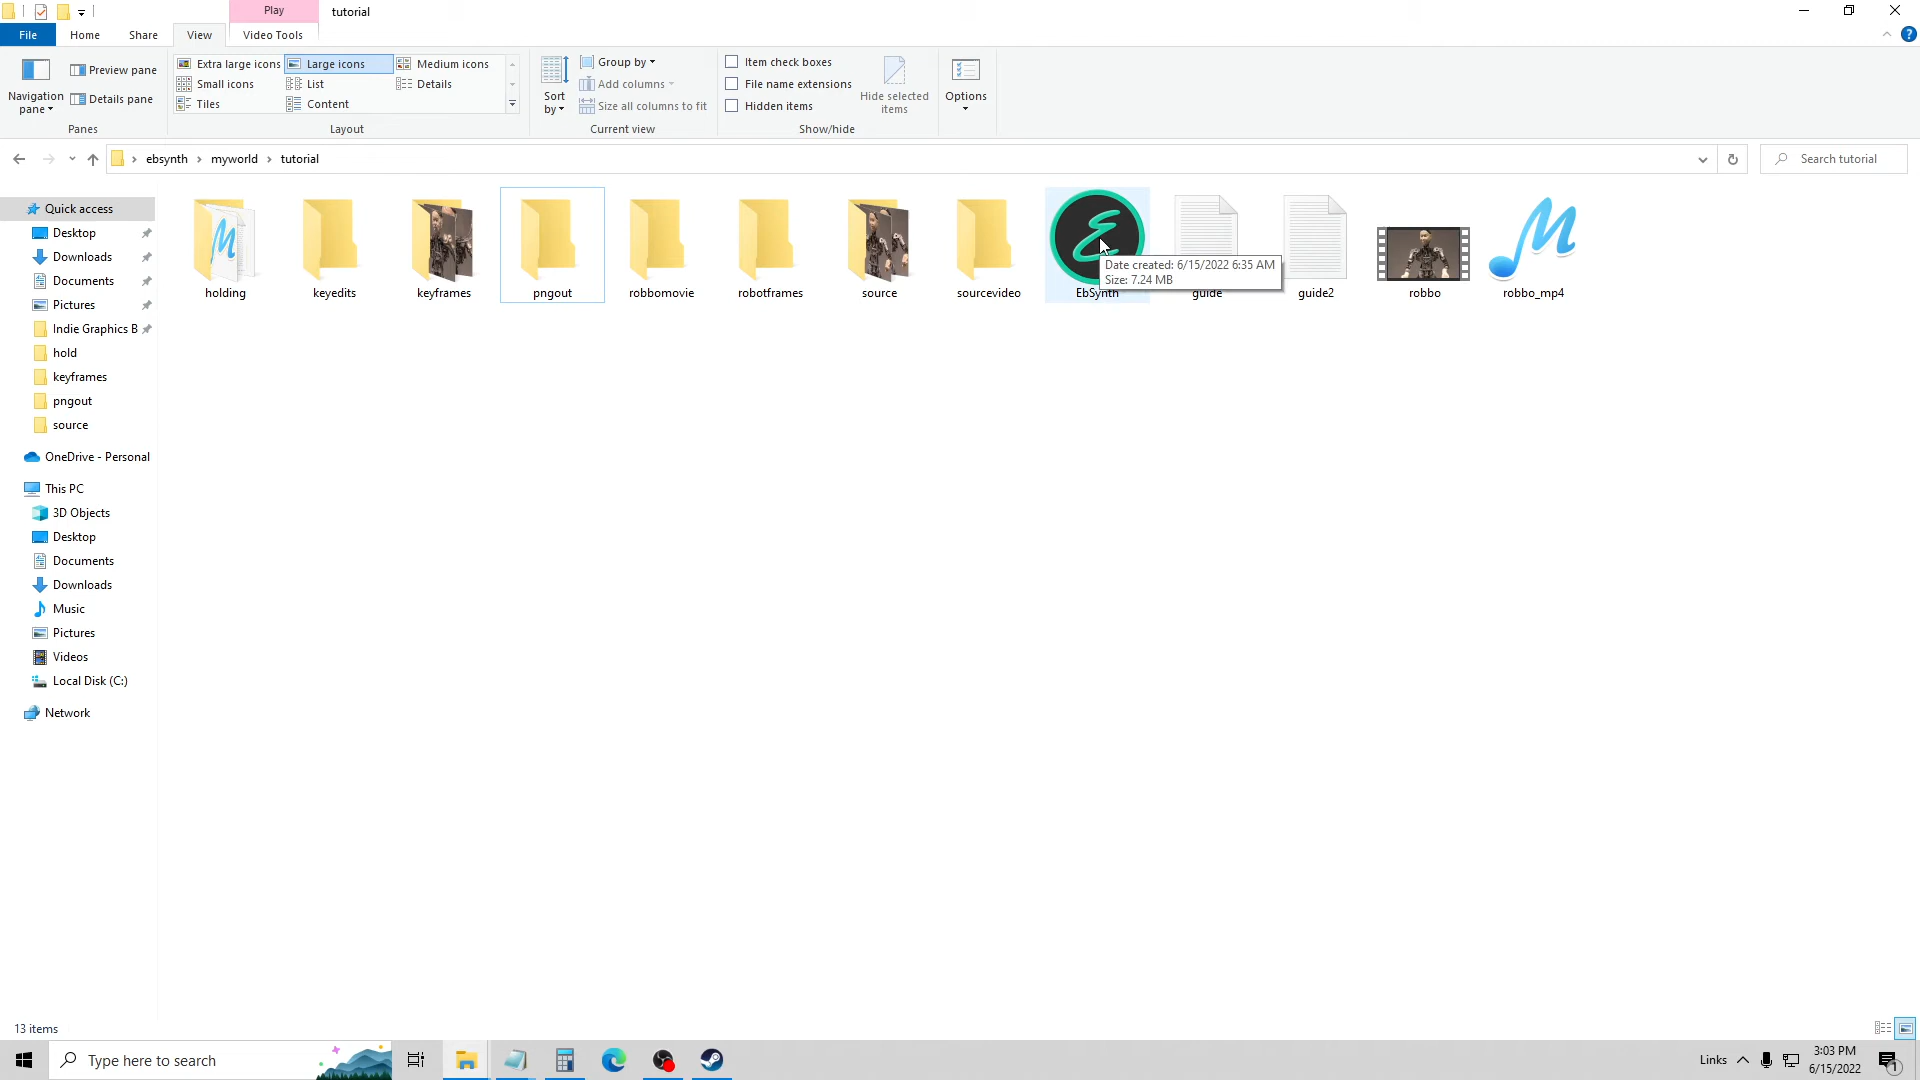 Play
tutorial
File
Home
Share
View
Video Tools
Navigation pane
Preview pane
Details pane
Panes
Extra large icons
Large icons
Medium icons
Small icons
List
Details
Tiles
Content
Layout
Sort by
Group by
Add columns
Size all columns to fit
Current view
Item check boxes
File name extensions
Hidden items
Hide selected items
Show/hide
Options
ebsynth
myworld
tutorial
Search tutorial
Quick access
Desktop
Downloads
Documents
Pictures
Indie Graphics B
hold
keyframes
pngout
source
OneDrive - Personal
This PC
3D Objects
Desktop
Documents
Downloads
Music
Pictures
Videos
Local Disk (C:)
Network
holding
keyedits
keyframes
pngout
robbomovie
robotframes
source
sourcevideo
EbSynth
guide
guide2
robbo
robbo_mp4
Date created: 6/15/2022 6:35 AM
Size: 7.24 MB
13 items
Type here to search
Links
3:03 PM
6/15/2022
1